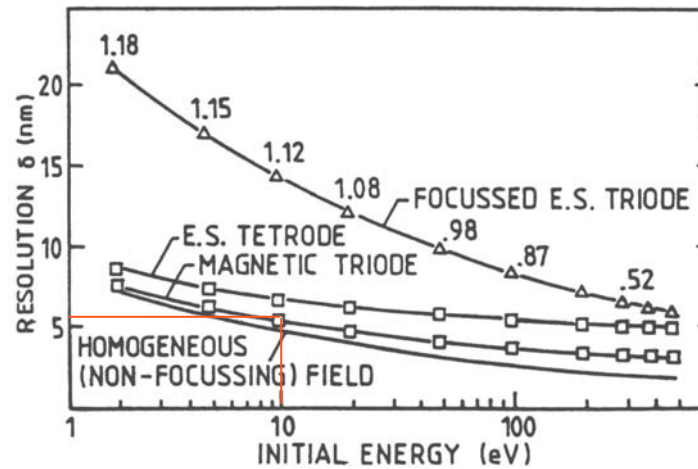 RESOLUTION δ (nm)
20
15
10
5
1.18
1.15
1.12
1.08
.98
.87
.52
FOCUSSED E.S. TRIODE
E.S. TETRODE
MAGNETIC TRIODE
HOMOGENEOUS
(NON-FOCUSSING) FIELD
1
10
100
INITIAL ENERGY (eV)